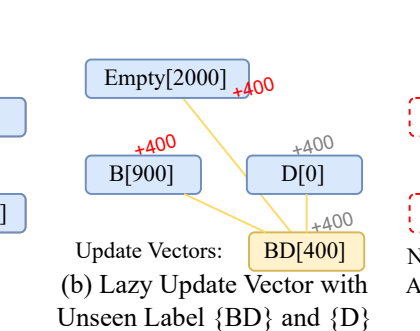 Empty[2000]
+400
+400
+400
B[900]
D[0]
+400
Update Vectors:
BD[400]
(b) Lazy Update Vector with
Unseen Label {BD} and {D}
]
N
A